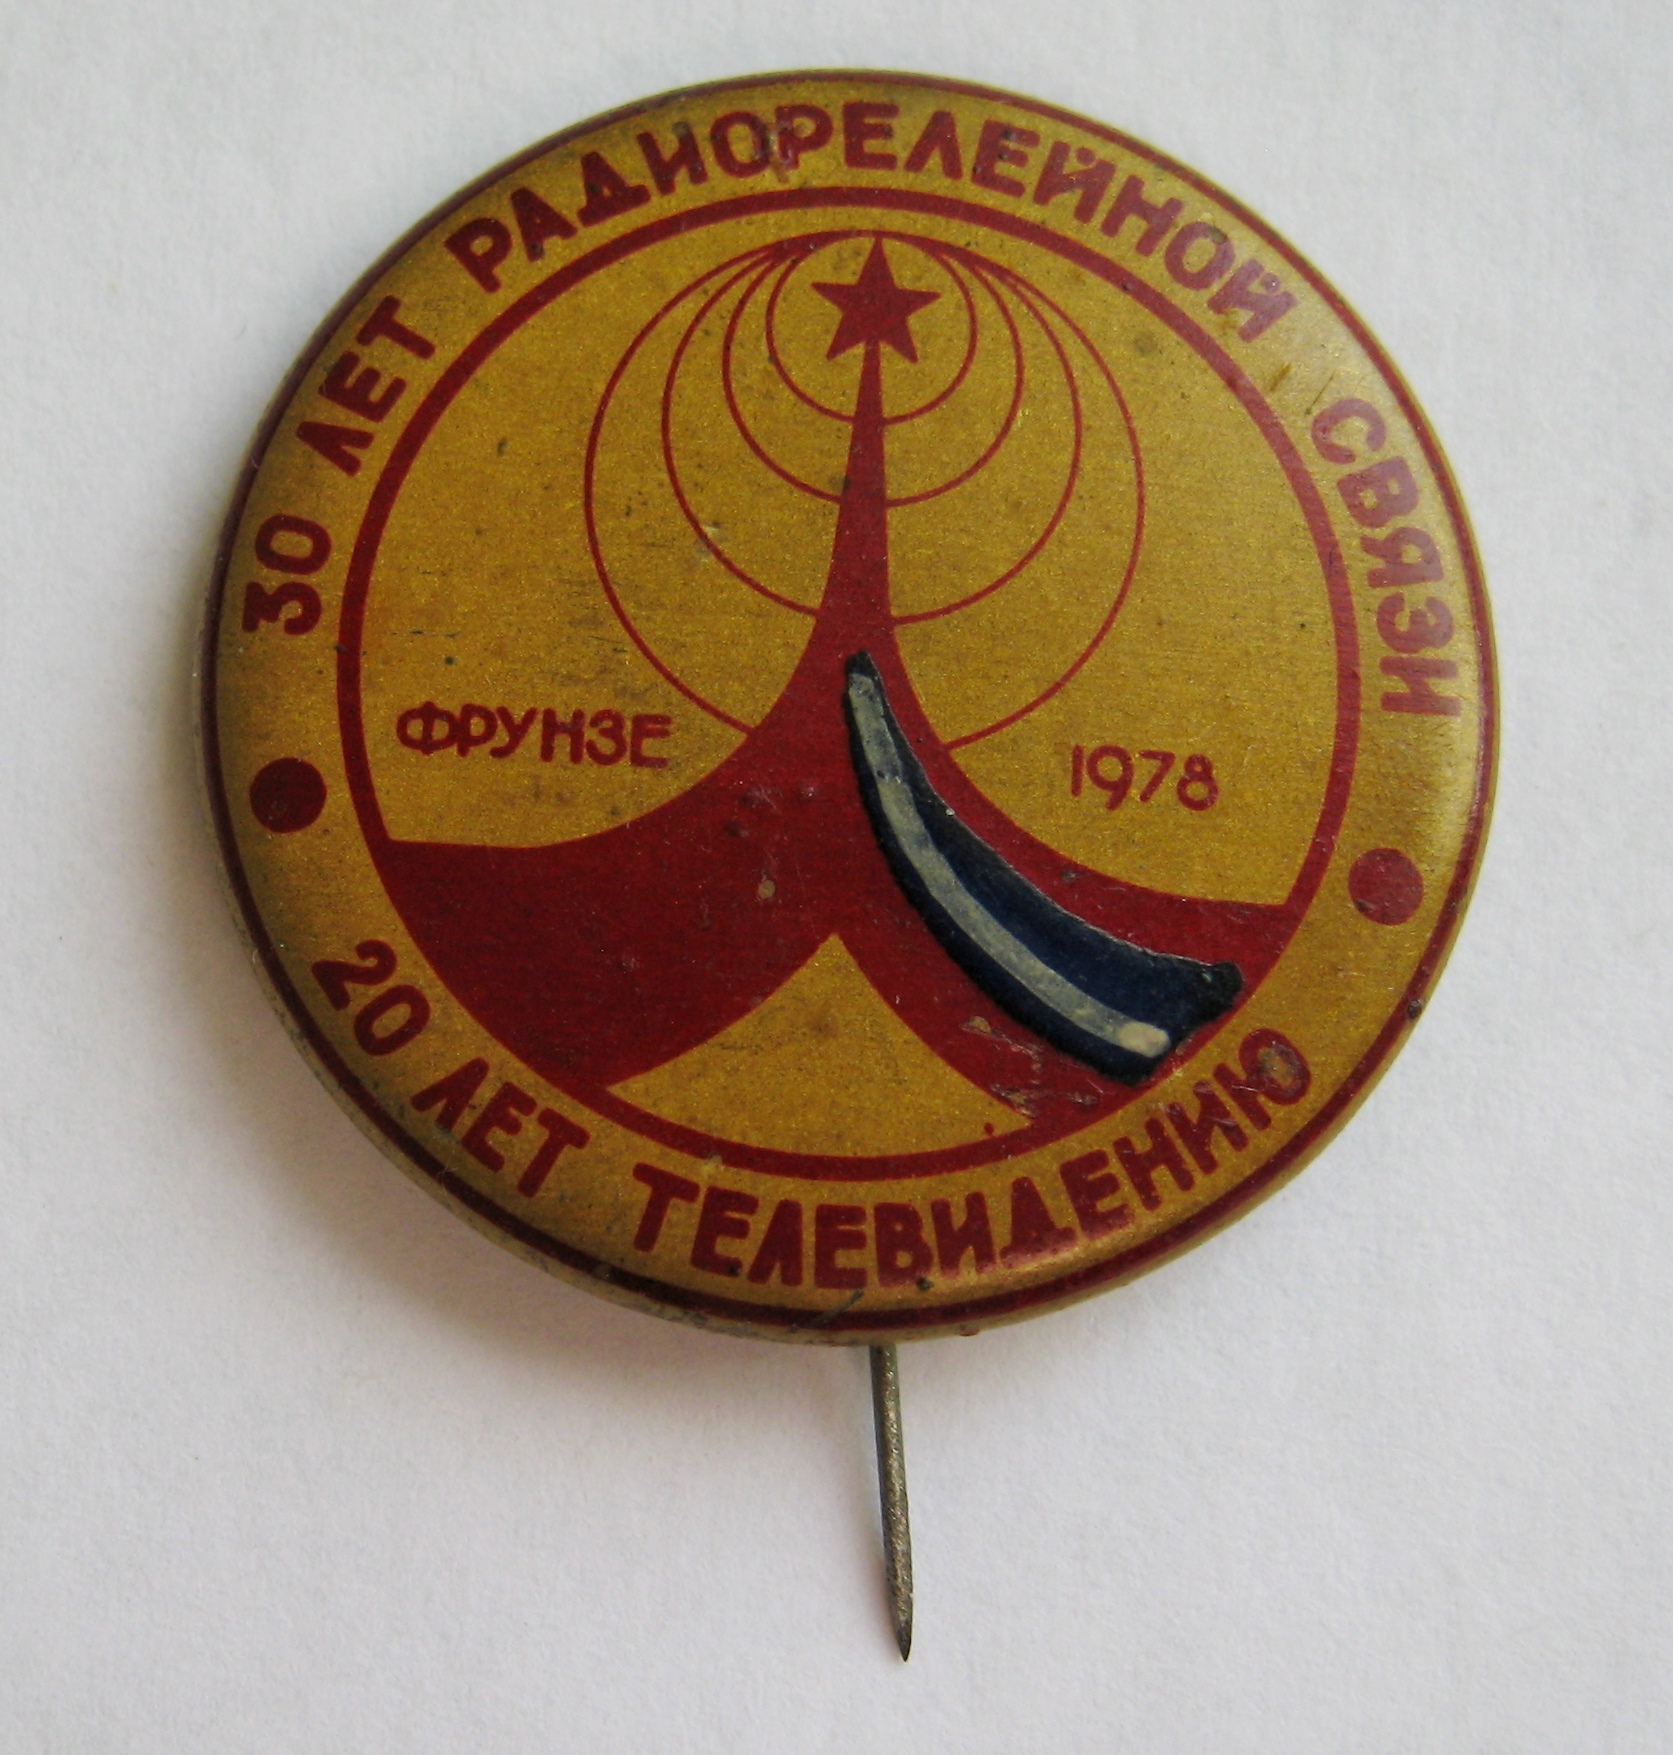 30 ЛЕТ РАДИОРЕЛЕЙНОЙ СВЯЗИ
ФРУНЗЕ
1978
20 ЛЕТ ТЕЛЕВИДЕНИЮ